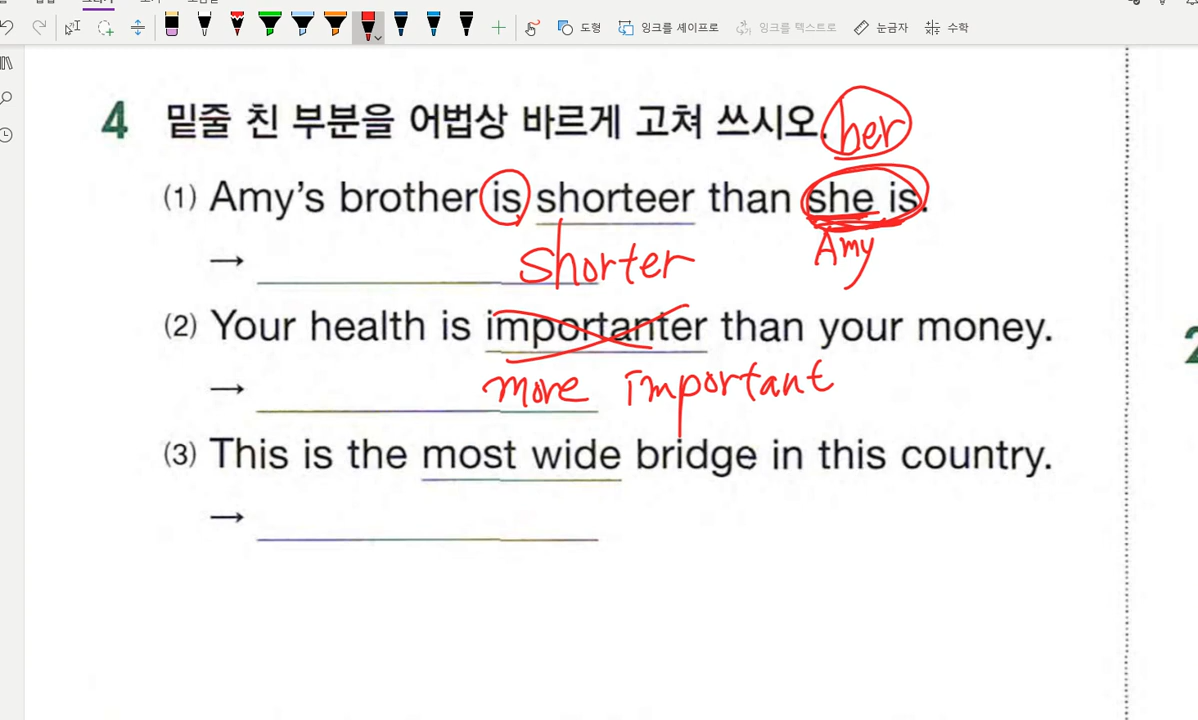 도형 잉크를 셰이프로 잉크를 텍스트로 눈금자 수학
4 밑줄 친 부분을 어법상 바르게 고쳐 쓰시오. her
(1) Amy's brother is shorteer than she is.
Amy
→ shorter
(2) Your health is importanter than your money.
→ more important
(3) This is the most wide bridge in this country.
→
2